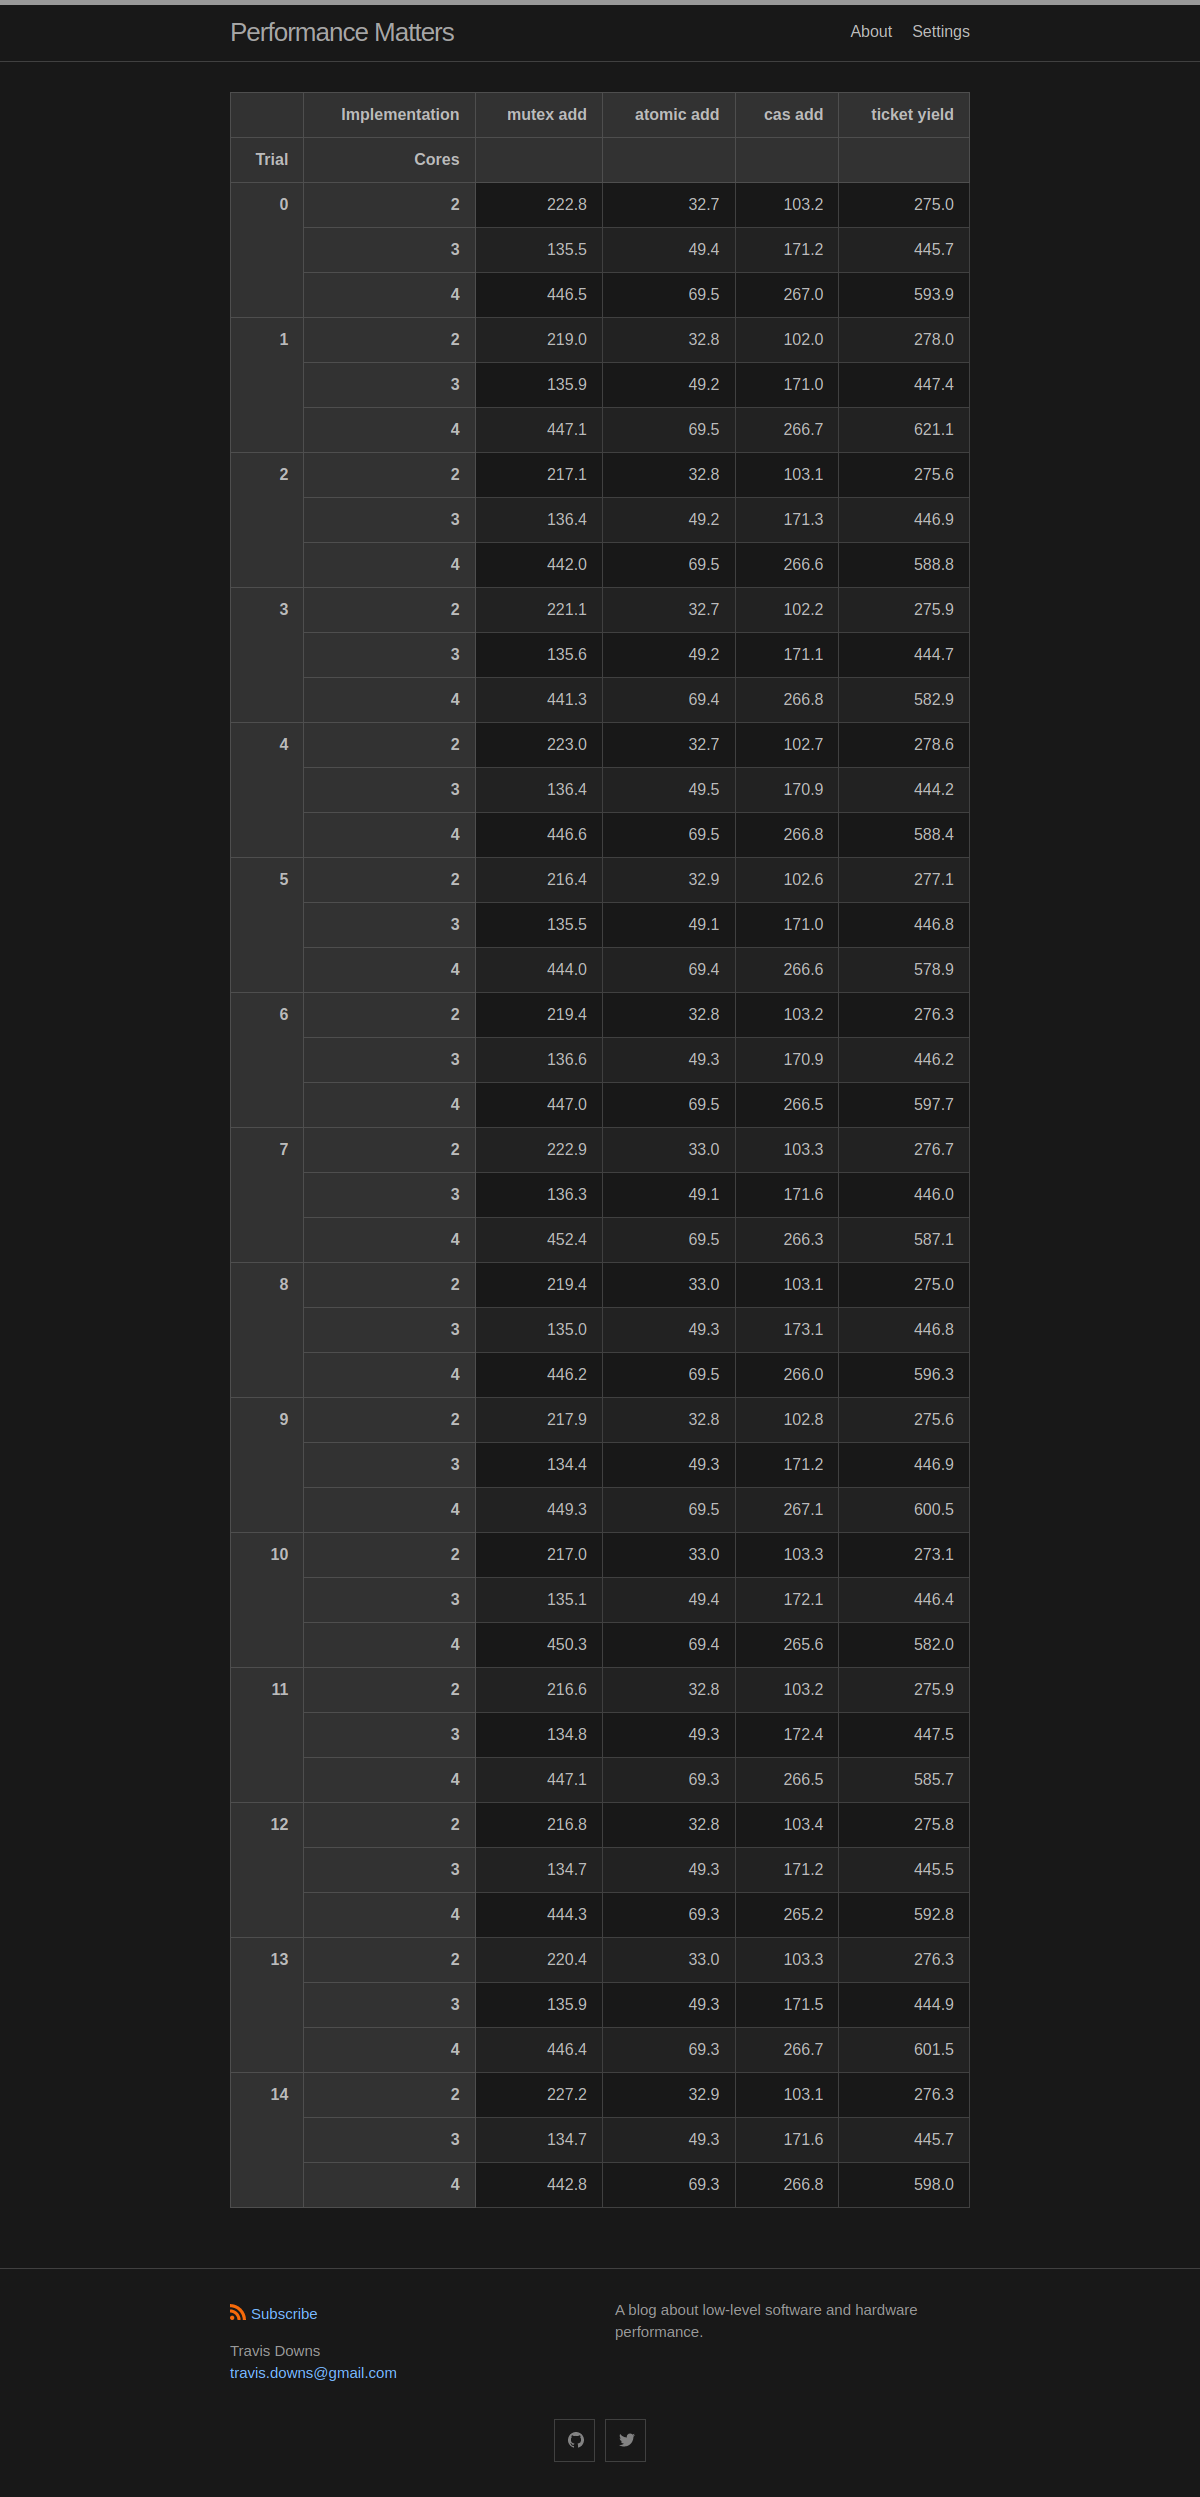 Performance Matters About Settings
Implementation mutex add atomic add cas add ticket yield
Trial Cores
0 2 222.8 32.7 103.2 275.0
3 135.5 49.4 171.2 445.7
4 446.5 69.5 267.0 593.9
1 2 219.0 32.8 102.0 278.0
3 135.9 49.2 171.0 447.4
4 447.1 69.5 266.7 621.1
2 2 217.1 32.8 103.1 275.6
3 136.4 49.2 171.3 446.9
4 442.0 69.5 266.6 588.8
3 2 221.1 32.7 102.2 275.9
3 135.6 49.2 171.1 444.7
4 441.3 69.4 266.8 582.9
4 2 223.0 32.7 102.7 278.6
3 136.4 49.5 170.9 444.2
4 446.6 69.5 266.8 588.4
5 2 216.4 32.9 102.6 277.1
3 135.5 49.1 171.0 446.8
4 444.0 69.4 266.6 578.9
6 2 219.4 32.8 103.2 276.3
3 136.6 49.3 170.9 446.2
4 447.0 69.5 266.5 597.7
7 2 222.9 33.0 103.3 276.7
3 136.3 49.1 171.6 446.0
4 452.4 69.5 266.3 587.1
8 2 219.4 33.0 103.1 275.0
3 135.0 49.3 173.1 446.8
4 446.2 69.5 266.0 596.3
9 2 217.9 32.8 102.8 275.6
3 134.4 49.3 171.2 446.9
4 449.3 69.5 267.1 600.5
10 2 217.0 33.0 103.3 273.1
3 135.1 49.4 172.1 446.4
4 450.3 69.4 265.6 582.0
11 2 216.6 32.8 103.2 275.9
3 134.8 49.3 172.4 447.5
4 447.1 69.3 266.5 585.7
12 2 216.8 32.8 103.4 275.8
3 134.7 49.3 171.2 445.5
4 444.3 69.3 265.2 592.8
13 2 220.4 33.0 103.3 276.3
3 135.9 49.3 171.5 444.9
4 446.4 69.3 266.7 601.5
14 2 227.2 32.9 103.1 276.3
3 134.7 49.3 171.6 445.7
4 442.8 69.3 266.8 598.0
Subscribe
Travis Downs
travis.downs@gmail.com
A blog about low-level software and hardware
performance.